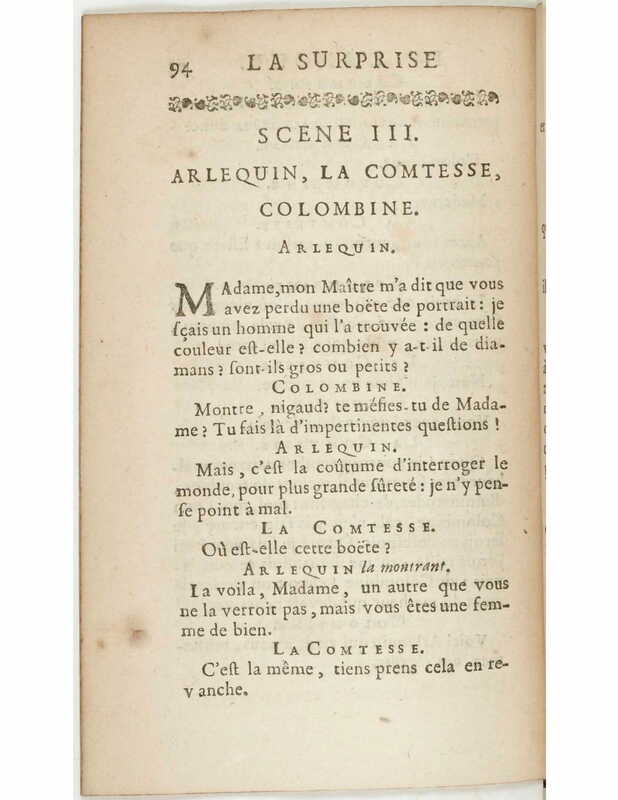 94 LA SURPRISE
SCENE III.
ARLEQUIN, LA COMTESSE,
COLOMBINE.
ARLEQUIN.
MAdame, mon Maître m'a dit que vous
avez perdu une boëte de portrait : je
sçais un homme qui l'a trouvée : de quelle
couleur est-elle ? combien y a-t-il de dia-
mans ? sont-ils gros ou petits ?
COLOMBINE.
Montre, nigaud ? te méfies-tu de Mada-
me ? Tu fais là d'impertinentes questions !
ARLEQUIN.
Mais, c'est la coûtume d'interroger le
monde, pour plus grande sûreté : je n'y pen-
se point à mal.
LA COMTESSE.
Où est-elle cette boëte ?
ARLEQUIN la montrant.
La voila, Madame, un autre que vous
ne la verroit pas, mais vous êtes une fem-
me de bien.
LA COMTESSE.
C'est la même, tiens prens cela en re-
vanche.